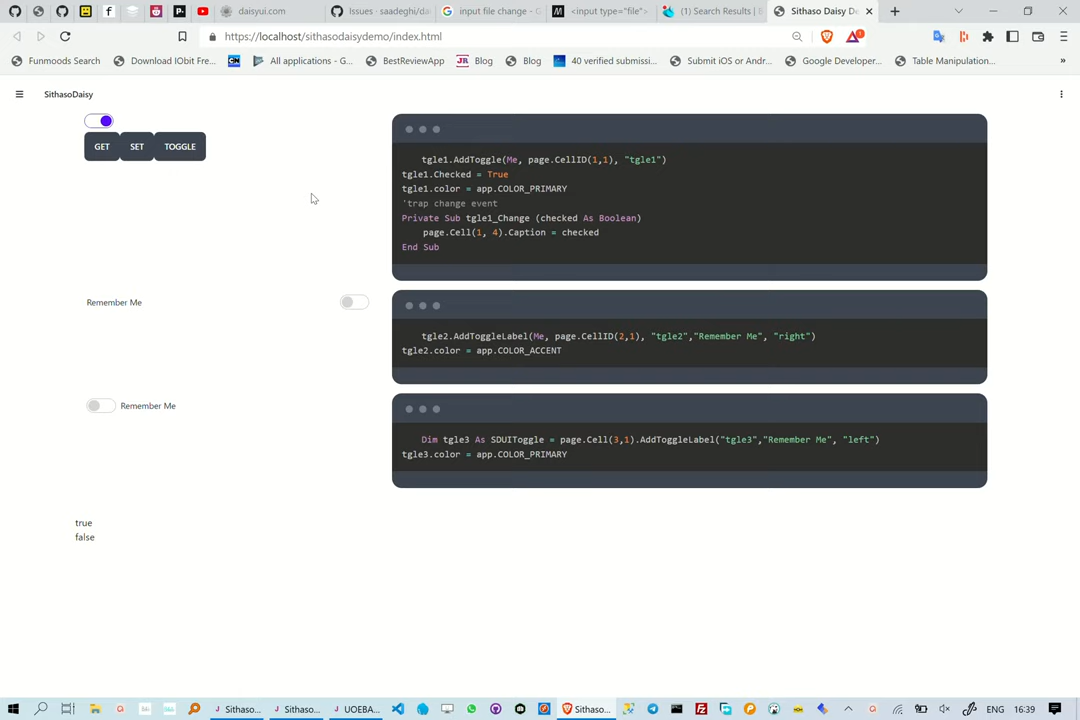 daisyui.com
Issues · saadeghi/da
input file change - G
<input type="file">
(1) Search Results | B
Sithaso Daisy De
https://localhost/sithasodaisydemo/index.html
Funmoods Search
Download IObit Fre...
All applications - G...
BestReviewApp
Blog
Blog
40 verified submissi...
Submit iOS or Andr...
Google Developer...
Table Manipulation...
»
SithasoDaisy
GET SET TOGGLE
tgle1.AddToggle(Me, page.CellID(1,1), "tgle1")
tgle1.Checked = True
tgle1.color = app.COLOR_PRIMARY
'trap change event
Private Sub tgle1_Change (checked As Boolean)
page.Cell(1, 4).Caption = checked
End Sub
Remember Me
tgle2.AddToggleLabel(Me, page.CellID(2,1), "tgle2","Remember Me", "right")
tgle2.color = app.COLOR_ACCENT
Remember Me
Dim tgle3 As SDUIToggle = page.Cell(3,1).AddToggleLabel("tgle3","Remember Me", "left")
tgle3.color = app.COLOR_PRIMARY
true
false
Sithaso...
Sithaso...
UOEBA...
Sithaso...
ENG
16:39